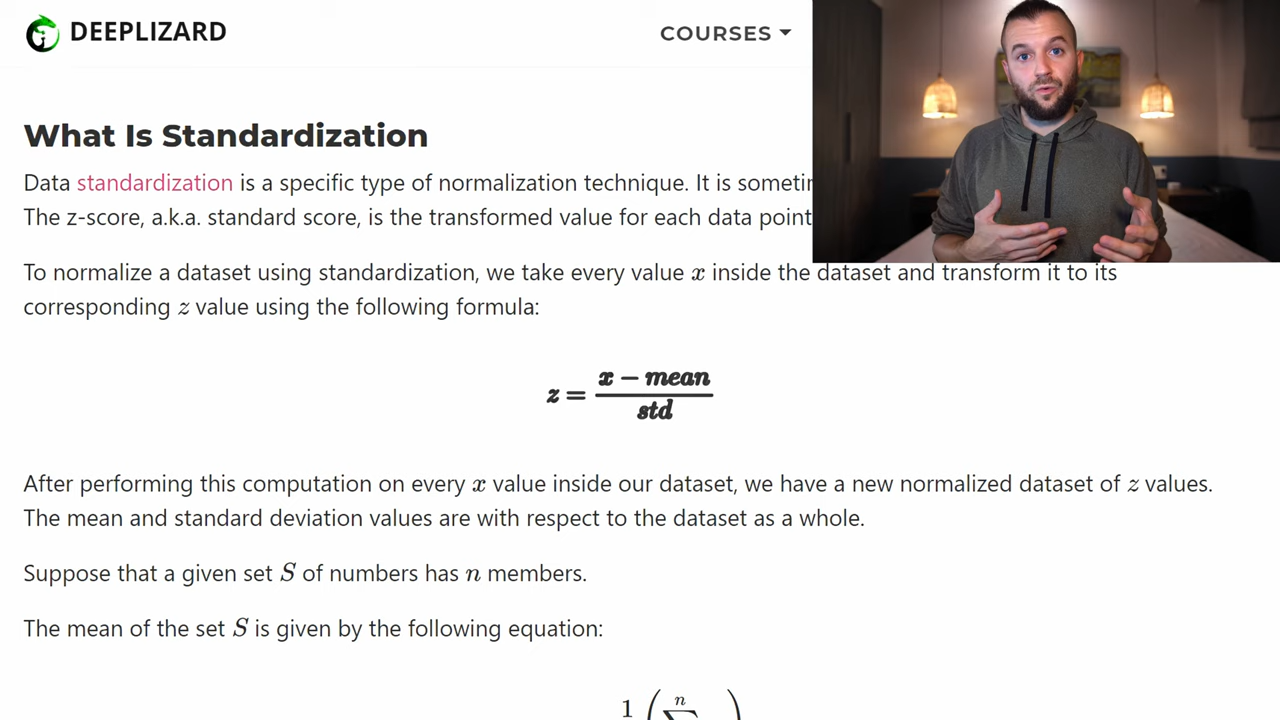 DEEPLIZARD
COURSES
What Is Standardization
Data standardization is a specific type of normalization technique. It is
The z-score, a.k.a. standard score, is the transformed value for each data point
To normalize a dataset using standardization, we take every value x inside the dataset and transform it to its
corresponding z value using the following formula:
z = x − mean
std
After performing this computation on every x value inside our dataset, we have a new normalized dataset of z values.
The mean and standard deviation values are with respect to the dataset as a whole.
Suppose that a given set S of numbers has n members.
The mean of the set S is given by the following equation:
1 ( n )